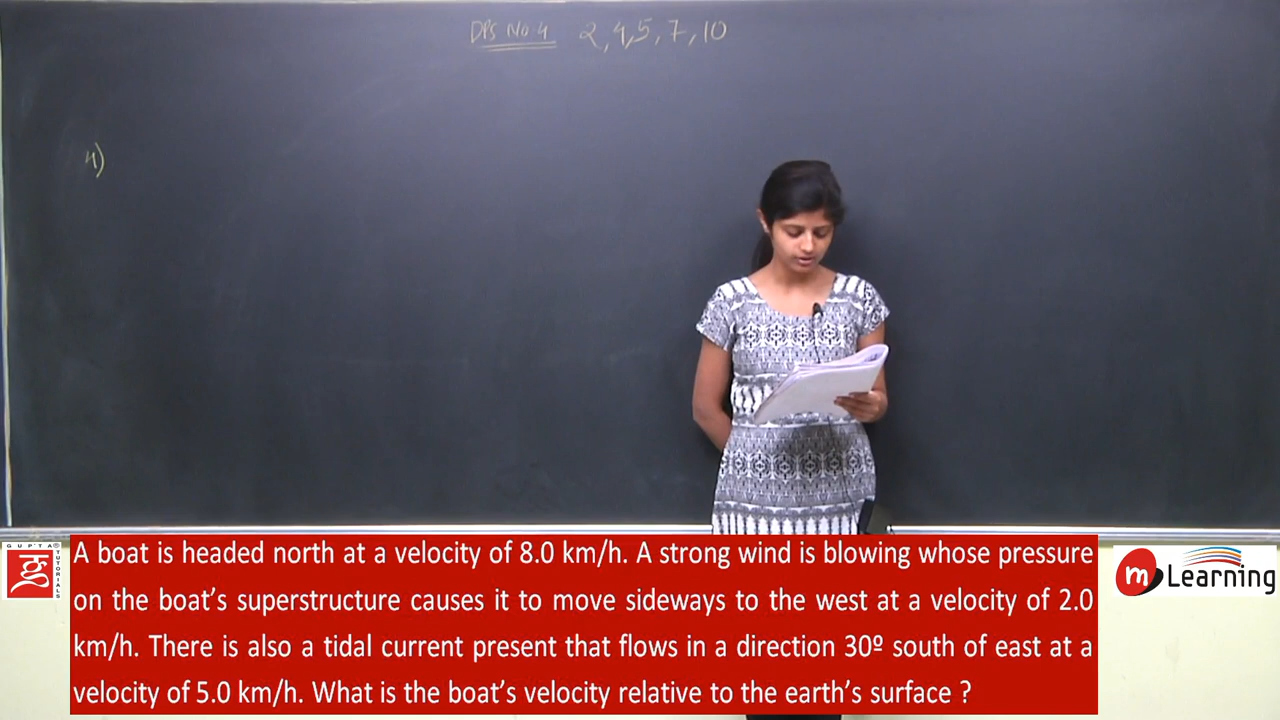 DPS NO 4 2, 4, 5, 7, 10
4)
A boat is headed north at a velocity of 8.0 km/h. A strong wind is blowing whose pressure
on the boat's superstructure causes it to move sideways to the west at a velocity of 2.0
km/h. There is also a tidal current present that flows in a direction 30º south of east at a
velocity of 5.0 km/h. What is the boat's velocity relative to the earth's surface ?
GUPTA
TUTORIALS
m Learning